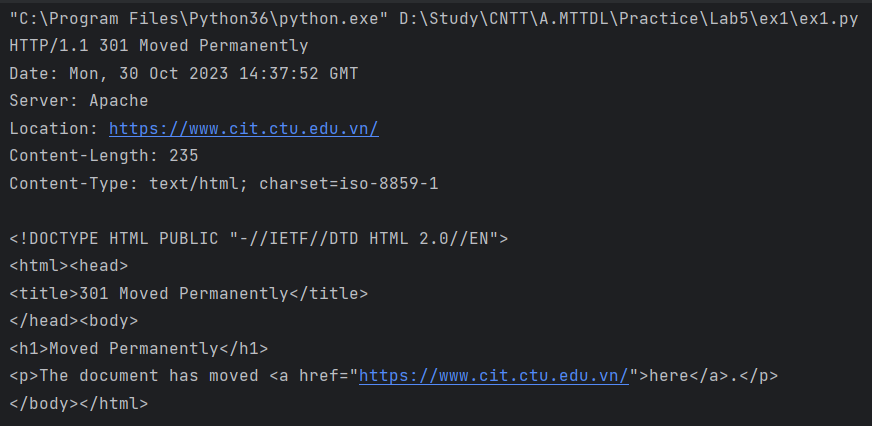 "C:\Program Files\Python36\python.exe" D:\Study\CNTT\A.MTTDL\Practice\Lab5\ex1\ex1.py
HTTP/1.1 301 Moved Permanently
Date: Mon, 30 Oct 2023 14:37:52 GMT
Server: Apache
Location: https://www.cit.ctu.edu.vn/
Content-Length: 235
Content-Type: text/html; charset=iso-8859-1

<!DOCTYPE HTML PUBLIC "-//IETF//DTD HTML 2.0//EN">
<html><head>
<title>301 Moved Permanently</title>
</head><body>
<h1>Moved Permanently</h1>
<p>The document has moved <a href="https://www.cit.ctu.edu.vn/">here</a>.</p>
</body></html>